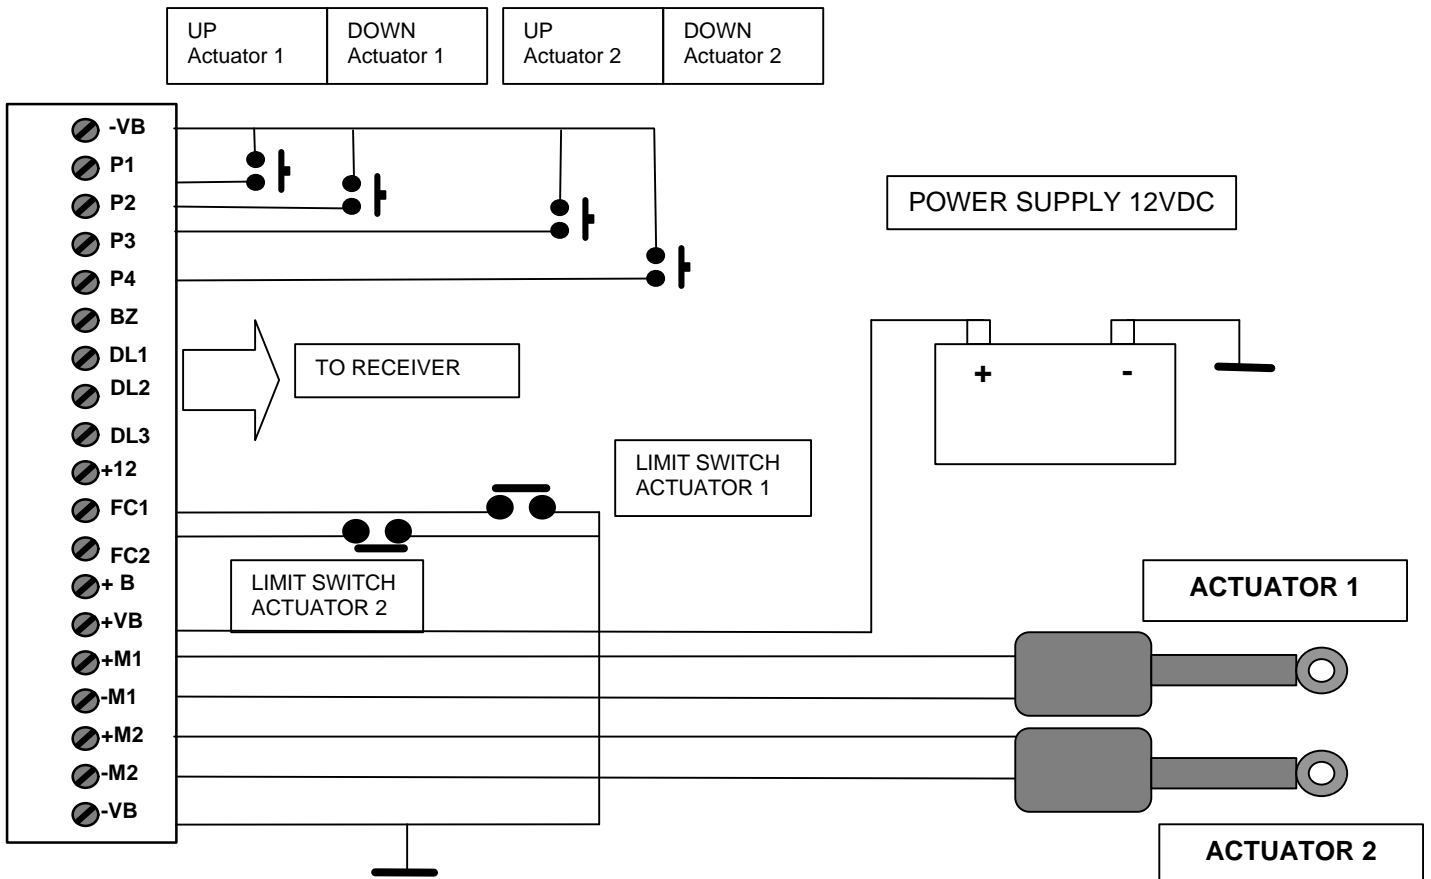 UP
Actuator 1
DOWN
Actuator 1
UP
Actuator 2
DOWN
Actuator 2
-VB
P1
P2
P3
P4
BZ
DL1
DL2
DL3
+12
FC1
FC2
+ B
+VB
+M1
-M1
+M2
-M2
-VB
POWER SUPPLY 12VDC
TO RECEIVER
+ -
LIMIT SWITCH
ACTUATOR 1
LIMIT SWITCH
ACTUATOR 2
ACTUATOR 1
ACTUATOR 2